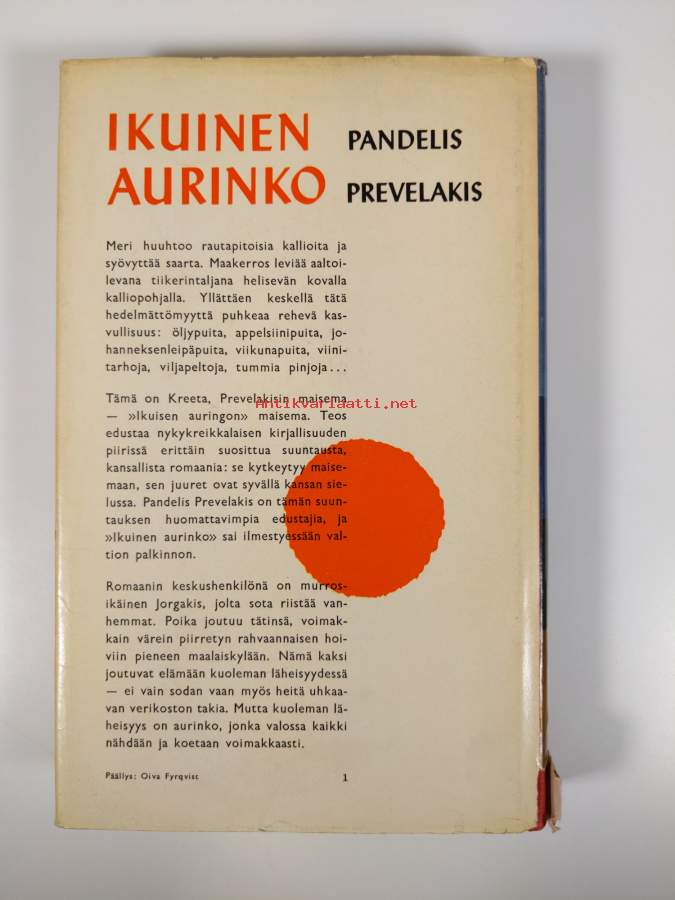 IKUINEN
AURINKO
PANDELIS
PREVELAKIS
Meri huuhtoo rautapitoisia kallioita ja
syövyttää saarta. Maakerros leviää aaltoi-
levana tiikerintaljana helisevän kovalla
kalliopohjalla. Yllättäen keskellä tätä
hedelmättömyyttä puhkeaa rehevä kas-
vullisuus: öljypuita, appelsiinipuita, jo-
hanneksenleipäpuita, viikunapuita, viini-
tarhoja, viljapeltoja, tummia pinjoja...
Tämä on Kreeta, Prevelakisin maisema
— »Ikuisen auringon» maisema. Teos
edustaa nykykreikkalaisen kirjallisuuden
piirissä erittäin suosittua suuntausta,
kansallista romaania: se kytkeytyy maise-
maan, sen juuret ovat syvällä kansan sie-
lussa. Pandelis Prevelakis on tämän suun-
tauksen huomattavimpia edustajia, ja
»Ikuinen aurinko» sai ilmestyessään val-
tion palkinnon.
Romaanin keskushenkilönä on murros-
ikäinen Jorgakis, jolta sota riistää van-
hemmat. Poika joutuu tätinsä, voimak-
kain värein piirretyn rahvaannaisen hoi-
viin pieneen maalaiskylään. Nämä kaksi
joutuvat elämään kuoleman läheisyydessä
— ei vain sodan vaan myös heitä uhkaa-
van verikoston takia. Mutta kuoleman lä-
heisyys on aurinko, jonka valossa kaikki
nähdään ja koetaan voimakkaasti.
Päällys: Oiva Fyrqvist
1
Antikvariaatti.net